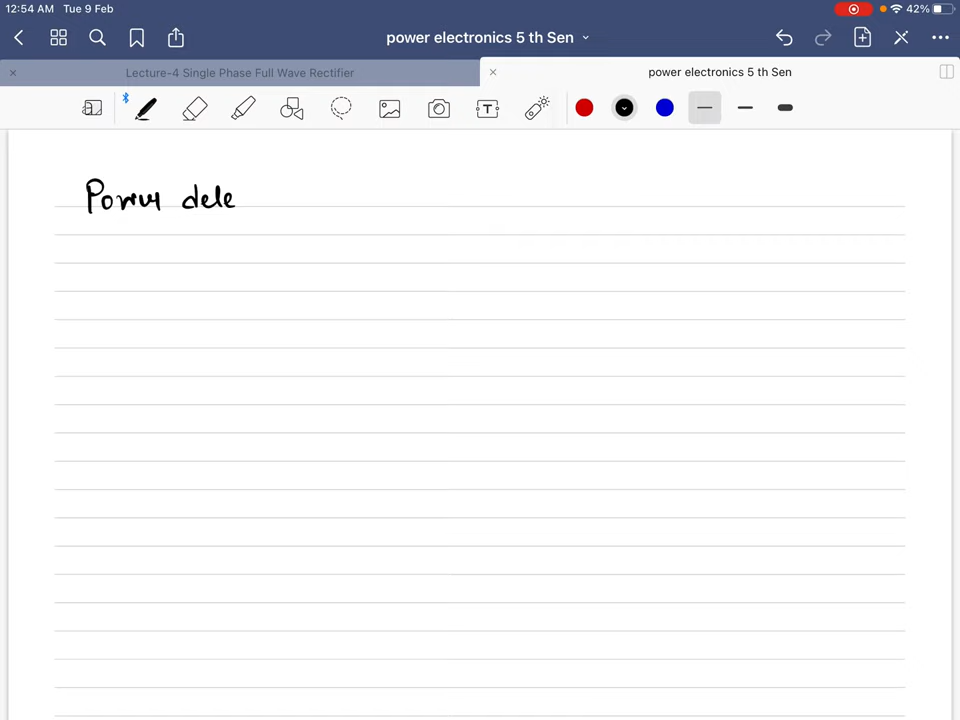 12:54 AM Tue 9 Feb 42%
power electronics 5 th Sen
Lecture-4 Single Phase Full Wave Rectifier
power electronics 5 th Sen
T
Power dele